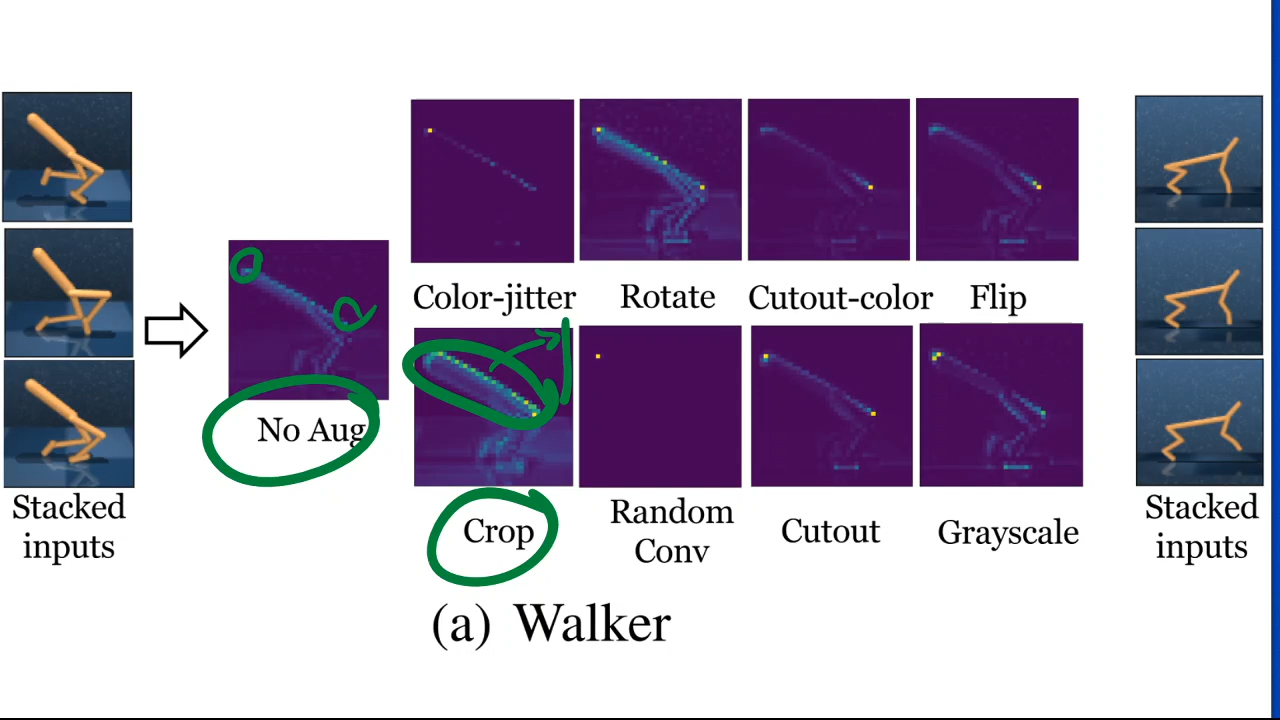 Color-jitter
Rotate
Cutout-color
Flip
No Aug
Stacked
inputs
Crop
Random
Conv
Cutout
Grayscale
Stacked
inputs
(a) Walker